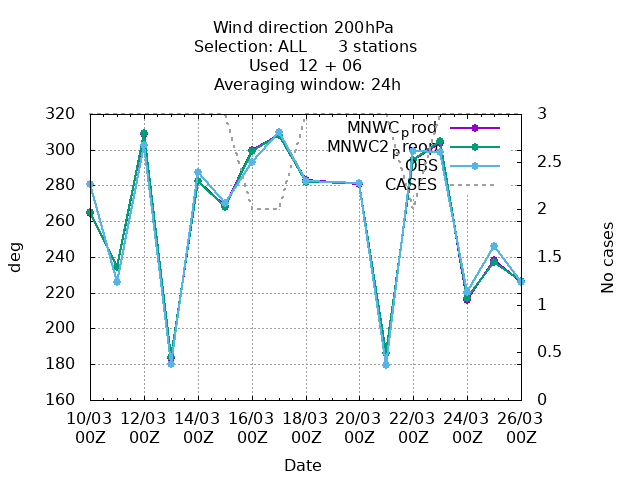 Wind direction 200hPa
Selection: ALL 3 stations
Used 12 + 06
Averaging window: 24h
MNWC_prod
MNWC2_preop
OBS
CASES
320
300
280
260
240
220
200
180
160
3
2.5
2
1.5
1
0.5
0
deg
No cases
10/03 12/03 14/03 16/03 18/03 20/03 22/03 24/03 26/03
00Z 00Z 00Z 00Z 00Z 00Z 00Z 00Z 00Z
Date